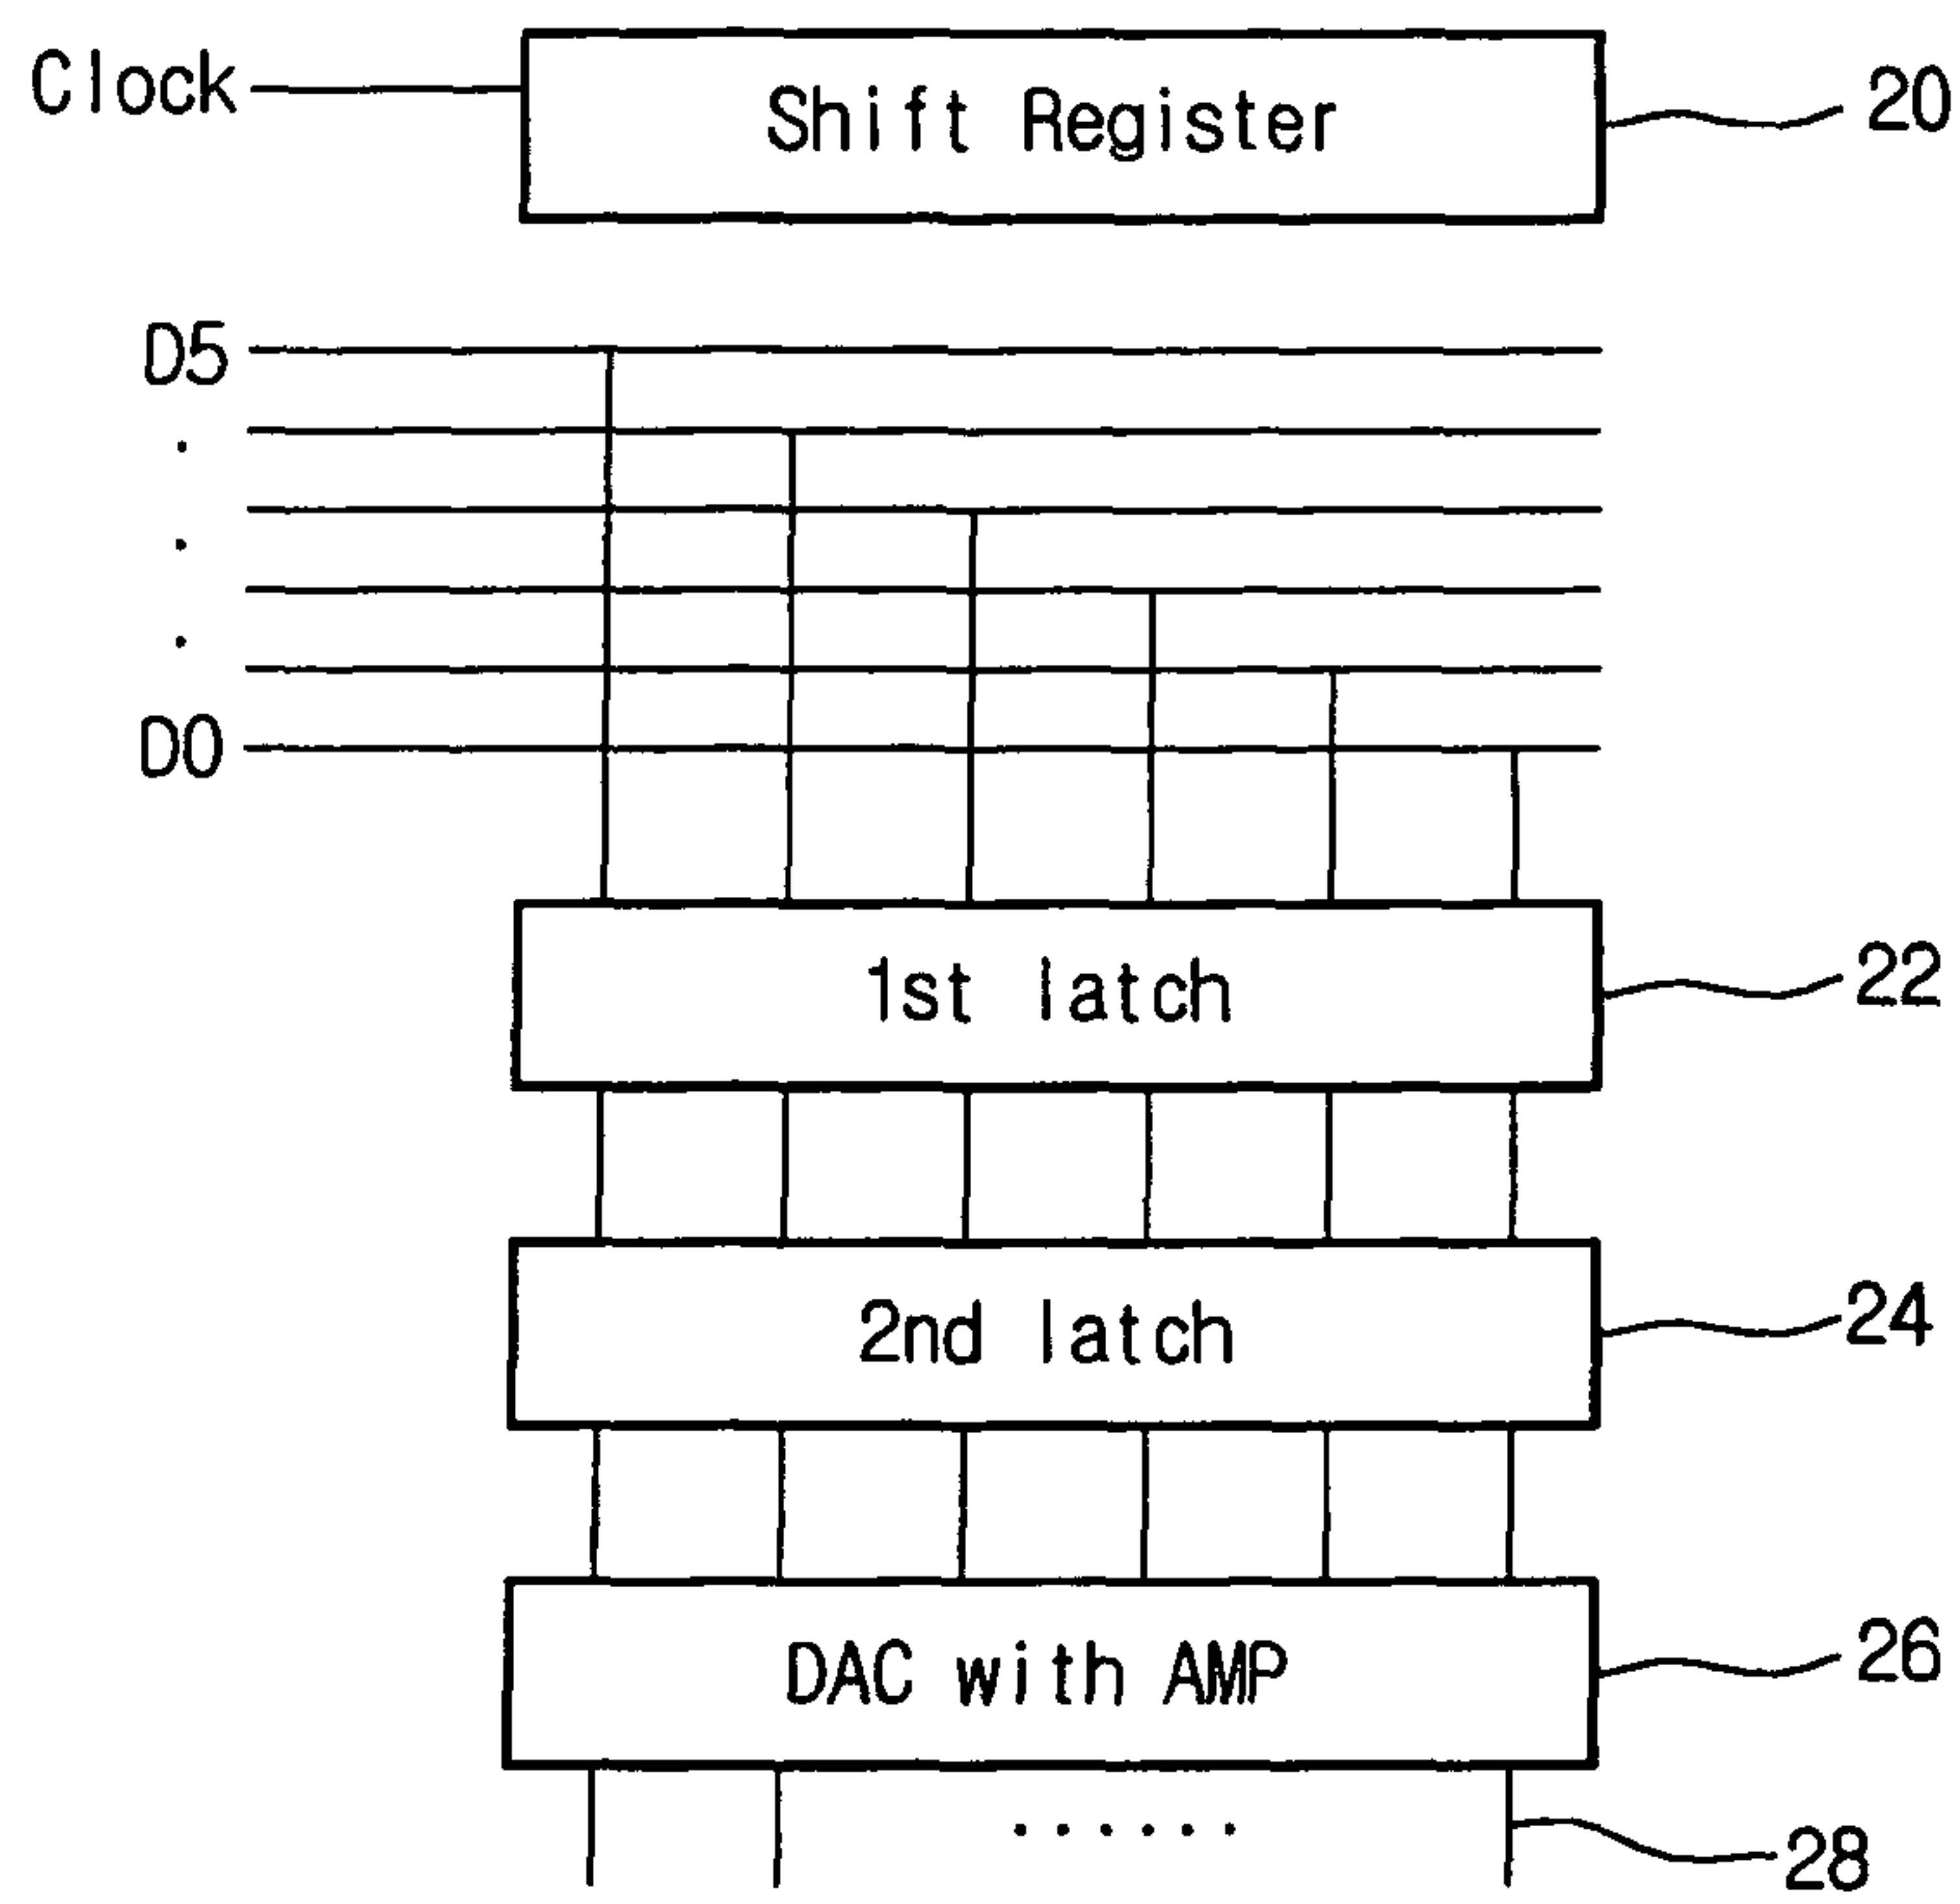 Clock
Shift Register
20
D5
D0
1st latch
22
2nd latch
24
DAC with AMP
26
28